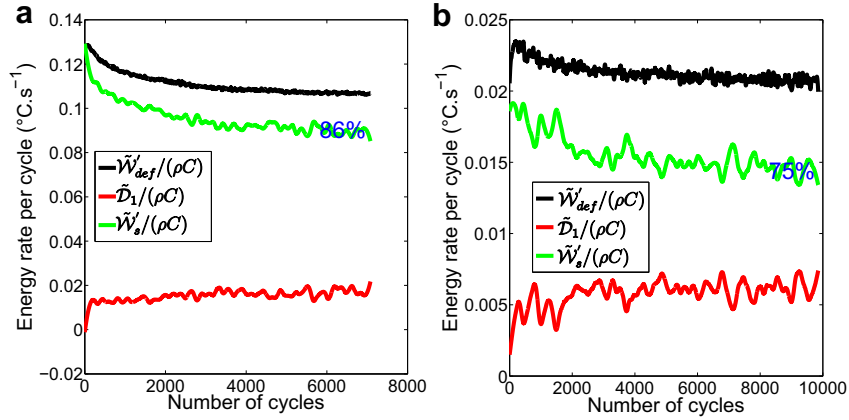 a
Energy rate per cycle (°C.s⁻¹)
0.14
0.12
0.1
0.08
0.06
0.04
0.02
0
−0.02
86%
W̃′def/(ρC)
D̃1/(ρC)
W̃′s/(ρC)
0 2000 4000 6000 8000
Number of cycles
b
Energy rate per cycle (°C.s⁻¹)
0.025
0.02
0.015
0.01
0.005
0
75%
W̃′def/(ρC)
D̃1/(ρC)
W̃′s/(ρC)
0 2000 4000 6000 8000 10000
Number of cycles